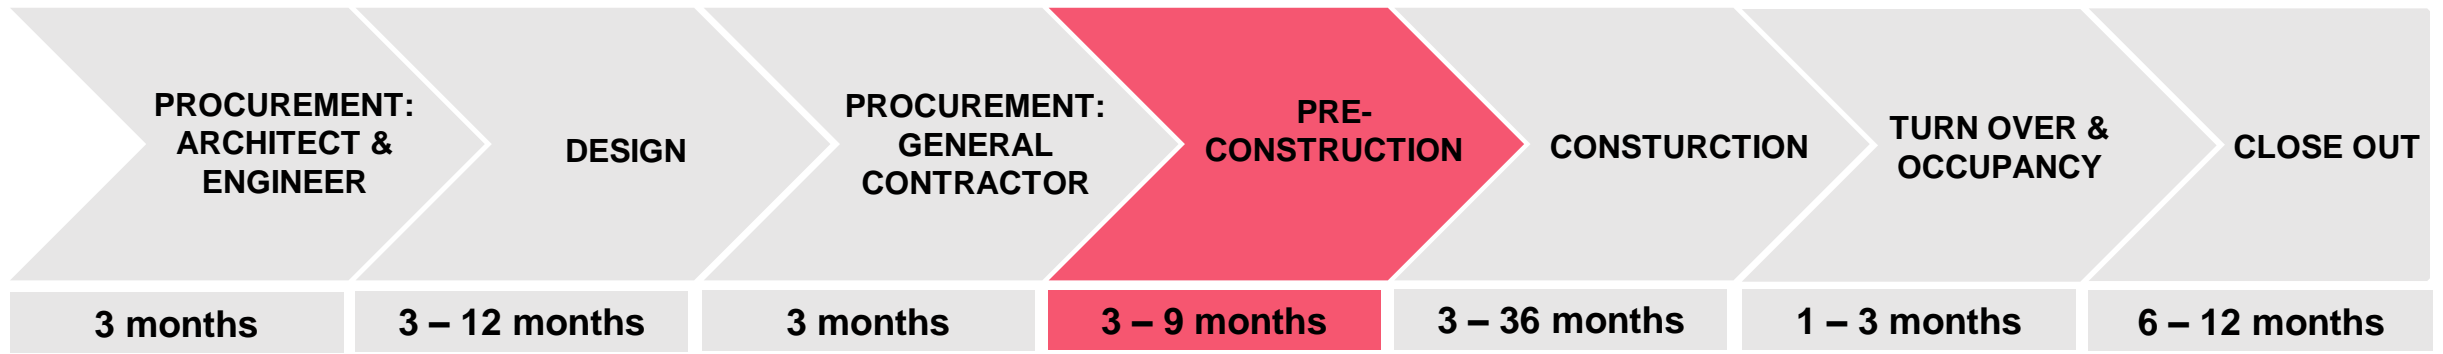 PROCUREMENT:
ARCHITECT &
ENGINEER
DESIGN
PROCUREMENT:
GENERAL
CONTRACTOR
PRE-
CONSTRUCTION
CONSTURCTION
TURN OVER &
OCCUPANCY
CLOSE OUT
3 months
3 – 12 months
3 months
3 – 9 months
3 – 36 months
1 – 3 months
6 – 12 months